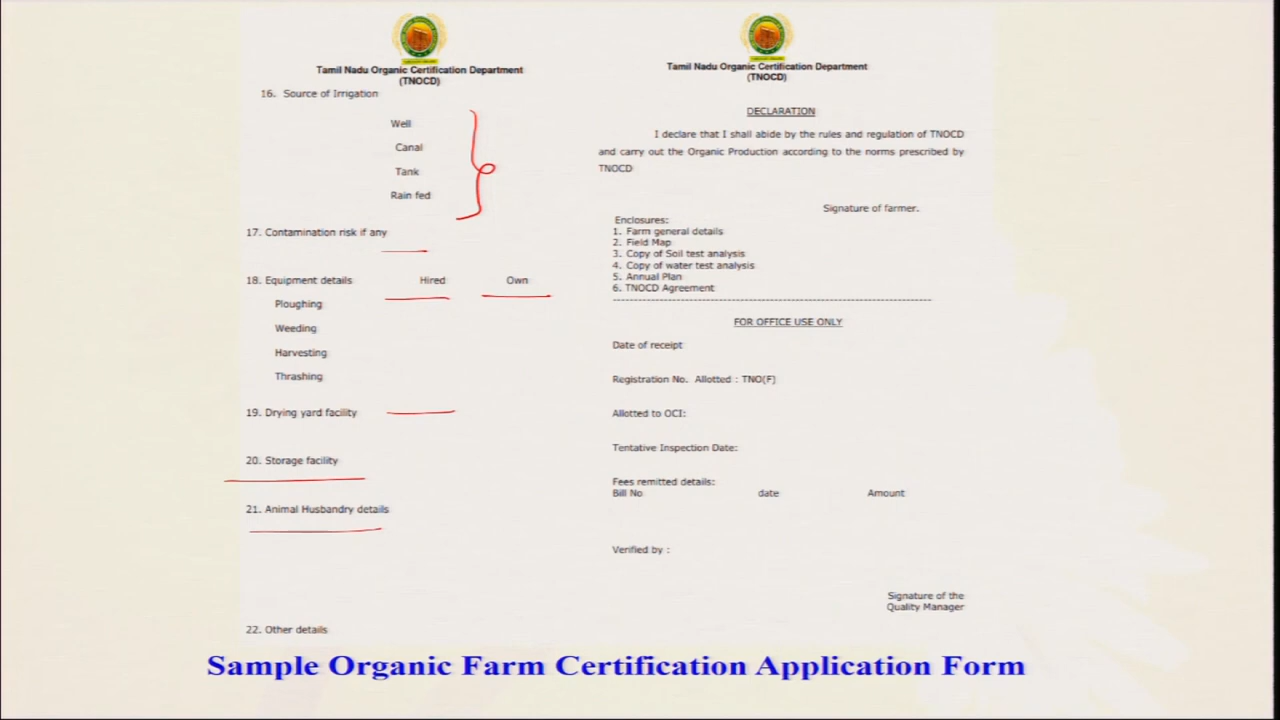 Tamil Nadu Organic Certification Department
(TNOCD)
16. Source of Irrigation
Well
Canal
Tank
Rain fed
17. Contamination risk if any
18. Equipment details Hired Own
Ploughing
Weeding
Harvesting
Thrashing
19. Drying yard facility
20. Storage facility
21. Animal Husbandry details
22. Other details
Tamil Nadu Organic Certification Department
(TNOCD)
DECLARATION
I declare that I shall abide by the rules and regulation of TNOCD
and carry out the Organic Production according to the norms prescribed by
TNOCD
Signature of farmer.
Enclosures:
1. Farm general details
2. Field Map
3. Copy of Soil test analysis
4. Copy of water test analysis
5. Annual Plan
6. TNOCD Agreement
FOR OFFICE USE ONLY
Date of receipt
Registration No. Allotted : TNO(F)
Allotted to OCI:
Tentative Inspection Date:
Fees remitted details:
Bill No date Amount
Verified by :
Signature of the
Quality Manager
Sample Organic Farm Certification Application Form